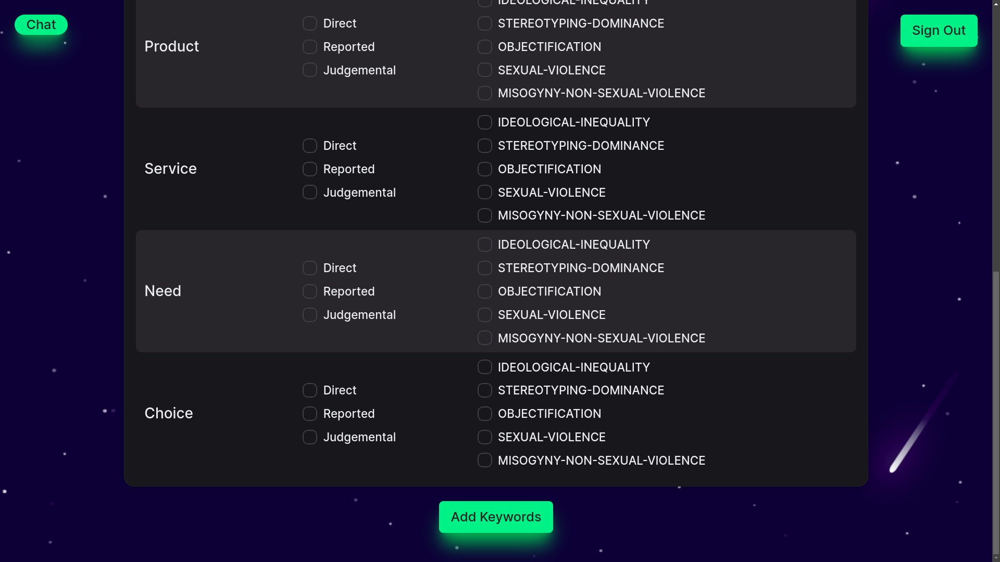 Chat
Sign Out
IDEOLOGICAL-INEQUALITY
Direct STEREOTYPING-DOMINANCE
Product Reported OBJECTIFICATION
Judgemental SEXUAL-VIOLENCE
MISOGYNY-NON-SEXUAL-VIOLENCE
IDEOLOGICAL-INEQUALITY
Direct STEREOTYPING-DOMINANCE
Service Reported OBJECTIFICATION
Judgemental SEXUAL-VIOLENCE
MISOGYNY-NON-SEXUAL-VIOLENCE
IDEOLOGICAL-INEQUALITY
Direct STEREOTYPING-DOMINANCE
Need Reported OBJECTIFICATION
Judgemental SEXUAL-VIOLENCE
MISOGYNY-NON-SEXUAL-VIOLENCE
IDEOLOGICAL-INEQUALITY
Direct STEREOTYPING-DOMINANCE
Choice Reported OBJECTIFICATION
Judgemental SEXUAL-VIOLENCE
MISOGYNY-NON-SEXUAL-VIOLENCE
Add Keywords